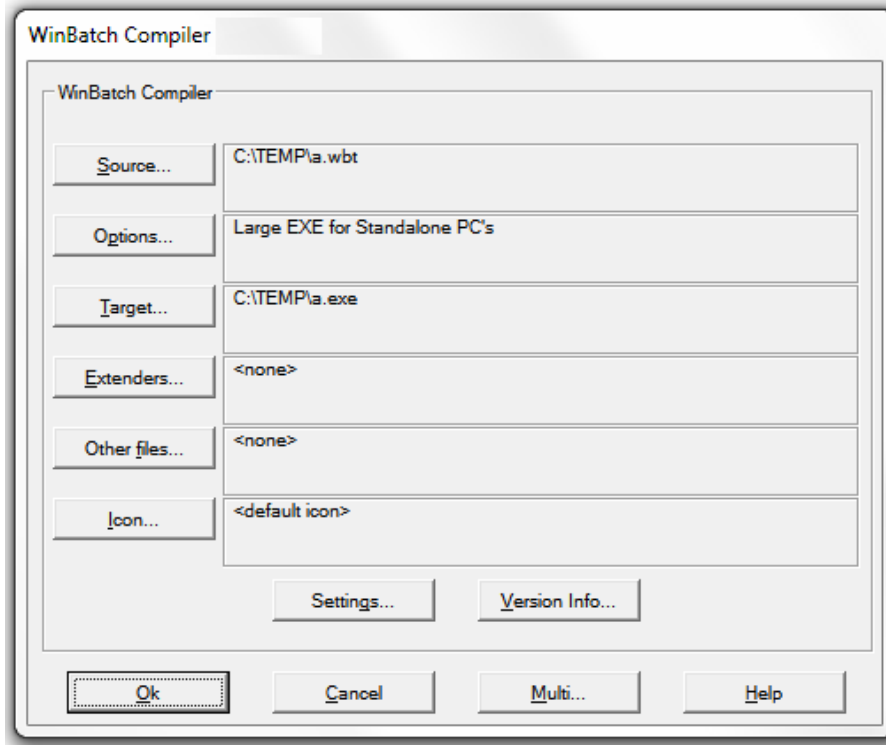 WinBatch Compiler
WinBatch Compiler
Source... C:\TEMP\a.wbt
Options... Large EXE for Standalone PC's
Target... C:\TEMP\a.exe
Extenders... <none>
Other files... <none>
Icon... <default icon>
Settings... Version Info...
Ok Cancel Multi... Help